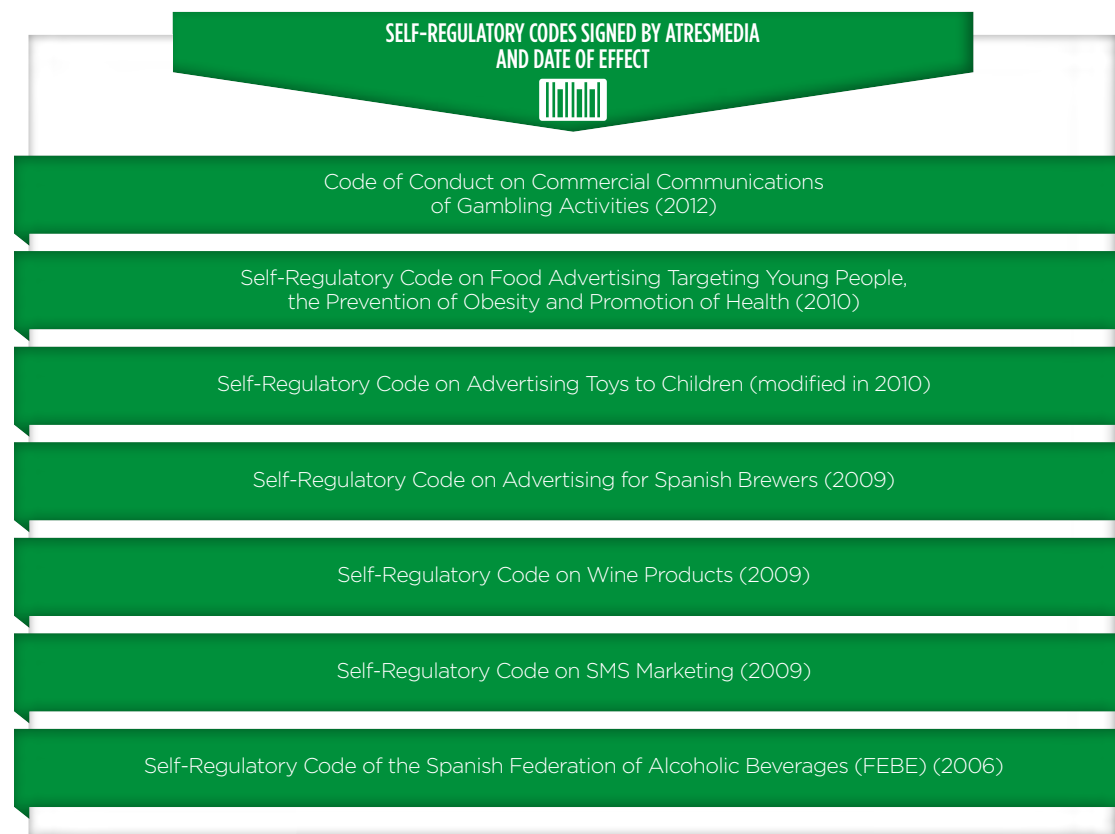 SELF-REGULATORY CODES SIGNED BY ATRESMEDIA
AND DATE OF EFFECT
Code of Conduct on Commercial Communications
of Gambling Activities (2012)
Self-Regulatory Code on Food Advertising Targeting Young People,
the Prevention of Obesity and Promotion of Health (2010)
Self-Regulatory Code on Advertising Toys to Children (modified in 2010)
Self-Regulatory Code on Advertising for Spanish Brewers (2009)
Self-Regulatory Code on Wine Products (2009)
Self-Regulatory Code on SMS Marketing (2009)
Self-Regulatory Code of the Spanish Federation of Alcoholic Beverages (FEBE) (2006)